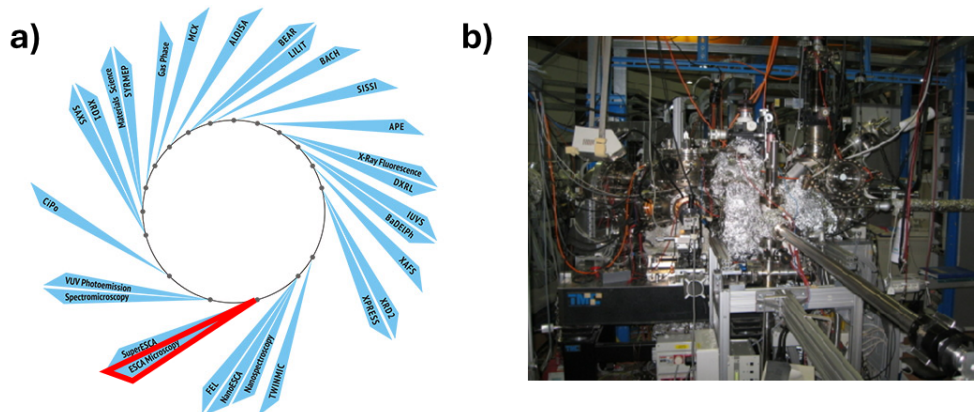 a)
b)
MCX
ALOISA
Gas Phase
BEAR
LILIT
BACH
SISSI
APE
X-Ray Fluorescence
DXRL
IUVS
BaDElPh
XAFS
XRD2
XPRESS
TWINMIC
Nanospectroscopy
NanoESCA
FEL
ESCA Microscopy
SuperESCA
Spectromicroscopy
VUV Photoemission
CiPo
SAXS
XRD1
Materials Science
SYRMEP